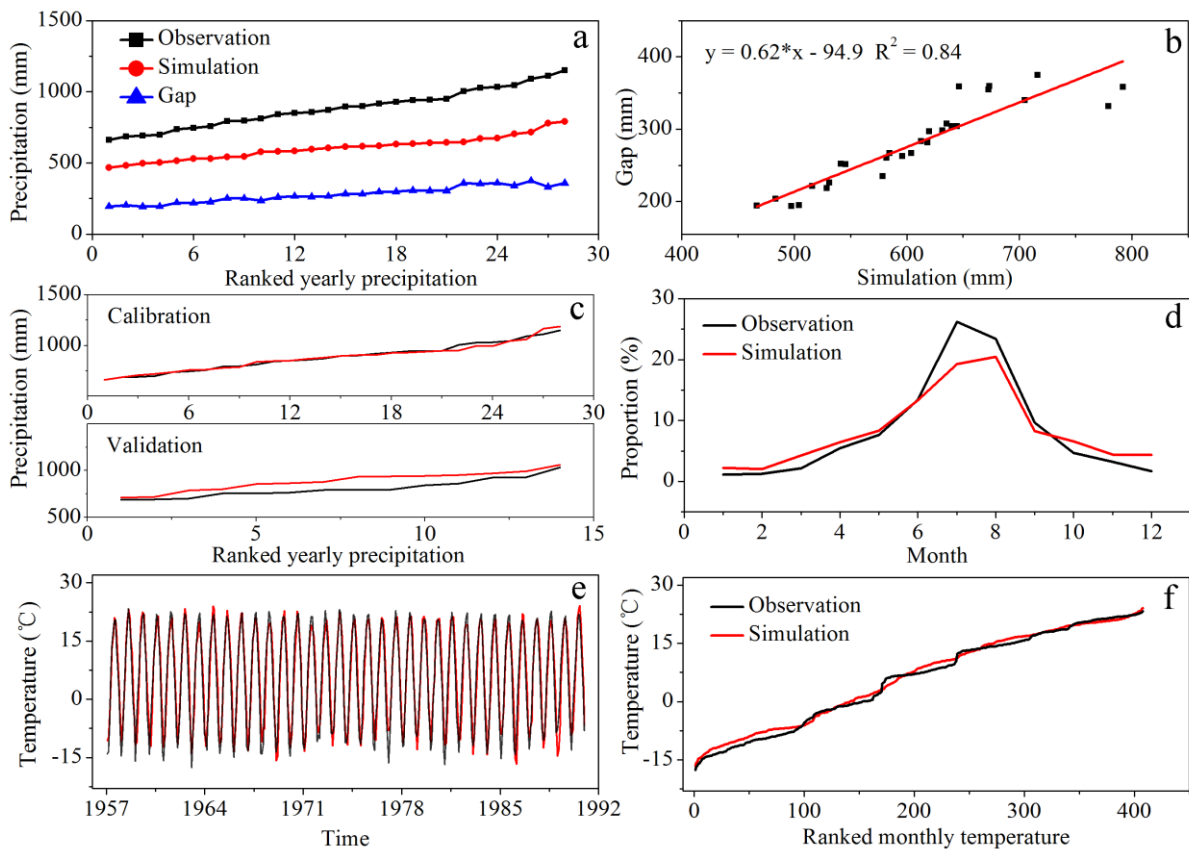 1500
1000
500
0
Precipitation (mm)
Observation
Simulation
Gap
a
0 6 12 18 24 30
Ranked yearly precipitation
400
300
200
Gap (mm)
y = 0.62*x - 94.9 R² = 0.84
b
400 500 600 700 800
Simulation (mm)
1500
1000
Precipitation (mm)
Calibration
c
0 6 12 18 24 30
Validation
1000
500
0 5 10 15
Ranked yearly precipitation
30
20
10
0
Proportion (%)
Observation
Simulation
d
0 2 4 6 8 10 12
Month
30
15
0
-15
Temperature (℃)
e
1957 1964 1971 1978 1985 1992
Time
30
15
0
-15
Temperature (℃)
Observation
Simulation
f
0 100 200 300 400
Ranked monthly temperature